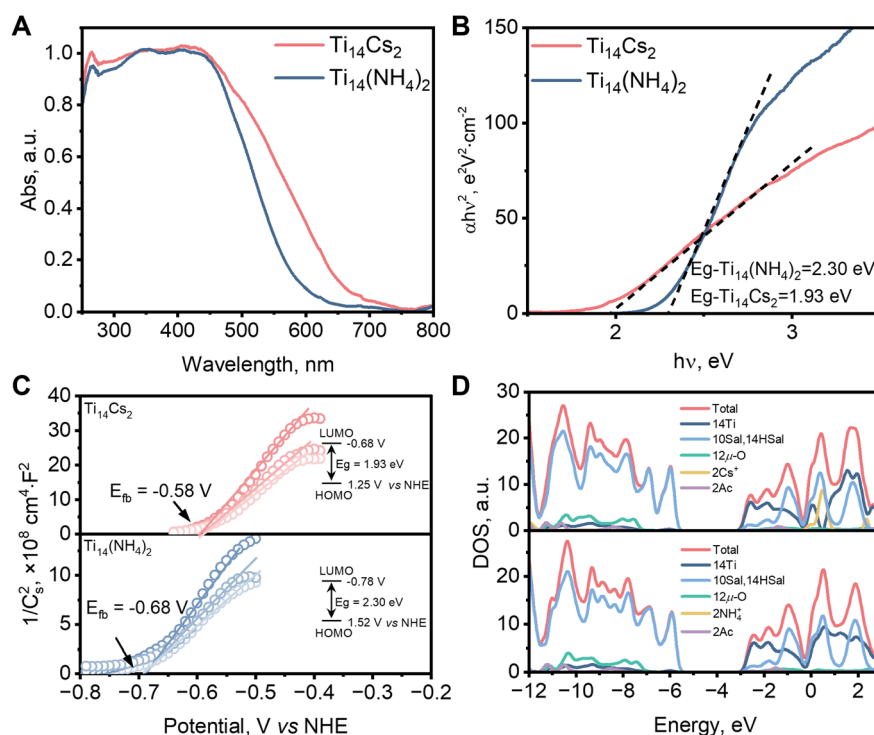 A
Ti₁₄Cs₂
Ti₁₄(NH₄)₂
1.0
0.8
0.6
0.4
0.2
0.0
Abs, a.u.
300 400 500 600 700 800
Wavelength, nm
B
Ti₁₄Cs₂
Ti₁₄(NH₄)₂
150
100
50
0
αhν², e²V²·cm⁻²
Eg-Ti₁₄(NH₄)₂=2.30 eV
Eg-Ti₁₄Cs₂=1.93 eV
2 3
hν, eV
C
Ti₁₄Cs₂
40
30
20
10
0
LUMO
-0.68 V
Eg = 1.93 eV
HOMO
1.25 V vs NHE
E_fb = -0.58 V
Ti₁₄(NH₄)₂
10
5
0
LUMO
-0.78 V
Eg = 2.30 eV
HOMO
1.52 V vs NHE
E_fb = -0.68 V
1/C_s², ×10⁸ cm⁴·F²
−0.8 −0.7 −0.6 −0.5 −0.4 −0.3 −0.2
Potential, V vs NHE
D
30
20
10
0
Total
14Ti
10Sal,14HSal
12μ-O
2Cs⁺
2Ac
20
10
0
Total
14Ti
10Sal,14HSal
12μ-O
2NH₄⁺
2Ac
DOS, a.u.
−12 −10 −8 −6 −4 −2 0 2
Energy, eV